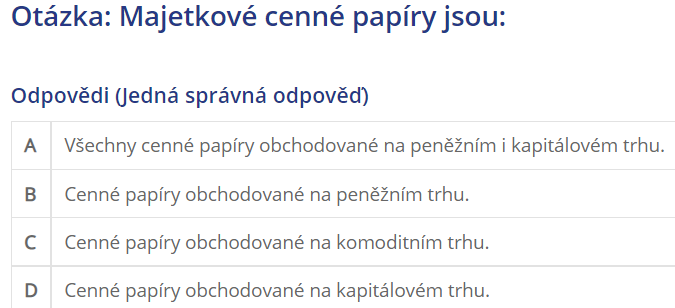 Otázka: Majetkové cenné papíry jsou:
Odpovědi (Jedná správná odpověď)
A Všechny cenné papíry obchodované na peněžním i kapitálovém trhu.
B Cenné papíry obchodované na peněžním trhu.
C Cenné papíry obchodované na komoditním trhu.
D Cenné papíry obchodované na kapitálovém trhu.